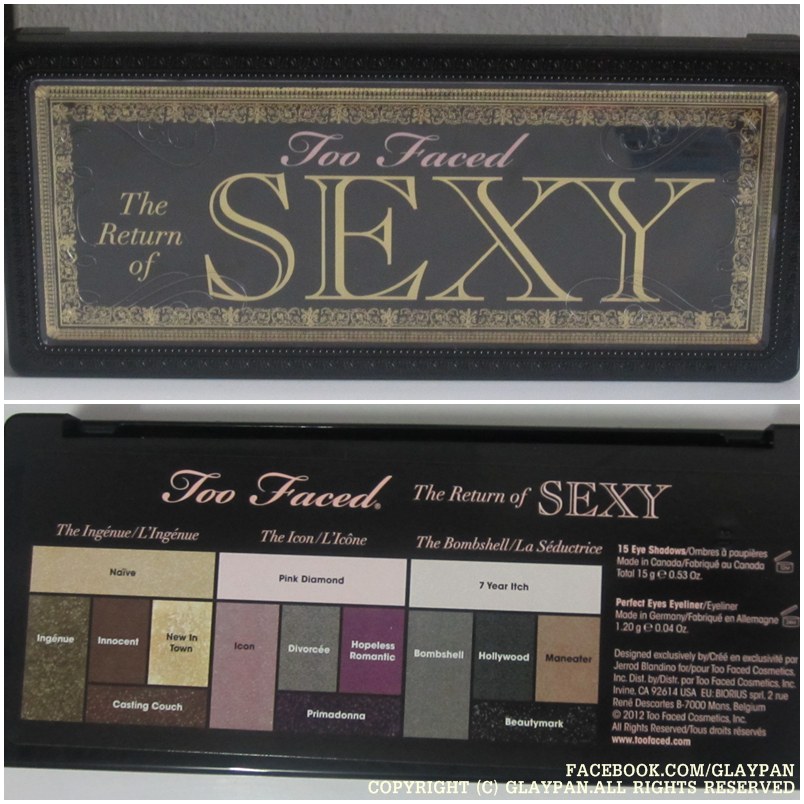 Too Faced
The
Return
of
SEXY
Too Faced®
The Return of SEXY
The Ingénue/L'Ingénue
Naïve
Ingénue
Innocent
New In
Town
Casting Couch
The Icon/L'Icône
Pink Diamond
Icon
Divorcée
Hopeless
Romantic
Primadonna
The Bombshell/La Séductrice
7 Year Itch
Bombshell
Hollywood
Maneater
Beautymark
15 Eye Shadows/Ombres à paupières
Made in Canada/Fabriqué au Canada
Total 15 g ℮ 0.53 Oz.
Perfect Eyes Eyeliner/Eyeliner
Made in Germany/Fabriqué en Allemagne
1.20 g ℮ 0.04 Oz.
Designed exclusively by/Créé en exclusivité par
Jerrod Blandino for/pour Too Faced Cosmetics,
Inc. Dist. by/Distr. par Too Faced Cosmetics, Inc.
Irvine, CA 92614 USA EU: BIORIUS sprl, 2 rue
René Descartes B-7000 Mons, Belgium
© 2012 Too Faced Cosmetics, Inc.
All Rights Reserved/Tous droits réservés
www.toofaced.com
FACEBOOK.COM/GLAYPAN
COPYRIGHT (C) GLAYPAN.ALL RIGHTS RESERVED